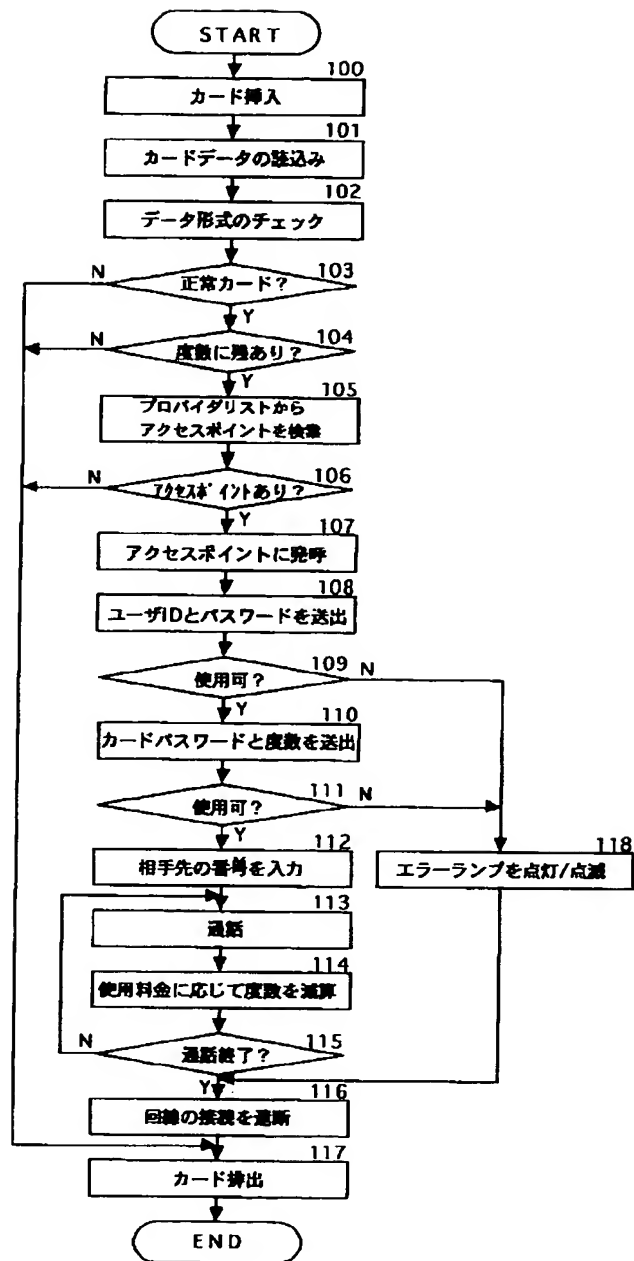 START
100
カード挿入
101
カードデータの読込み
102
データ形式のチェック
103
正常カード?
N
Y
104
度数に残あり?
N
Y
105
プロバイダリストから
アクセスポイントを検索
106
アクセスポイントあり?
N
Y
107
アクセスポイントに発呼
108
ユーザIDとパスワードを送出
109
使用可?
N
Y
110
カードパスワードと度数を送出
111
使用可?
N
Y
112
相手先の番号を入力
118
エラーランプを点灯/点滅
113
通話
114
使用料金に応じて度数を減算
115
通話終了?
N
Y
116
回線の接続を遮断
117
カード排出
END